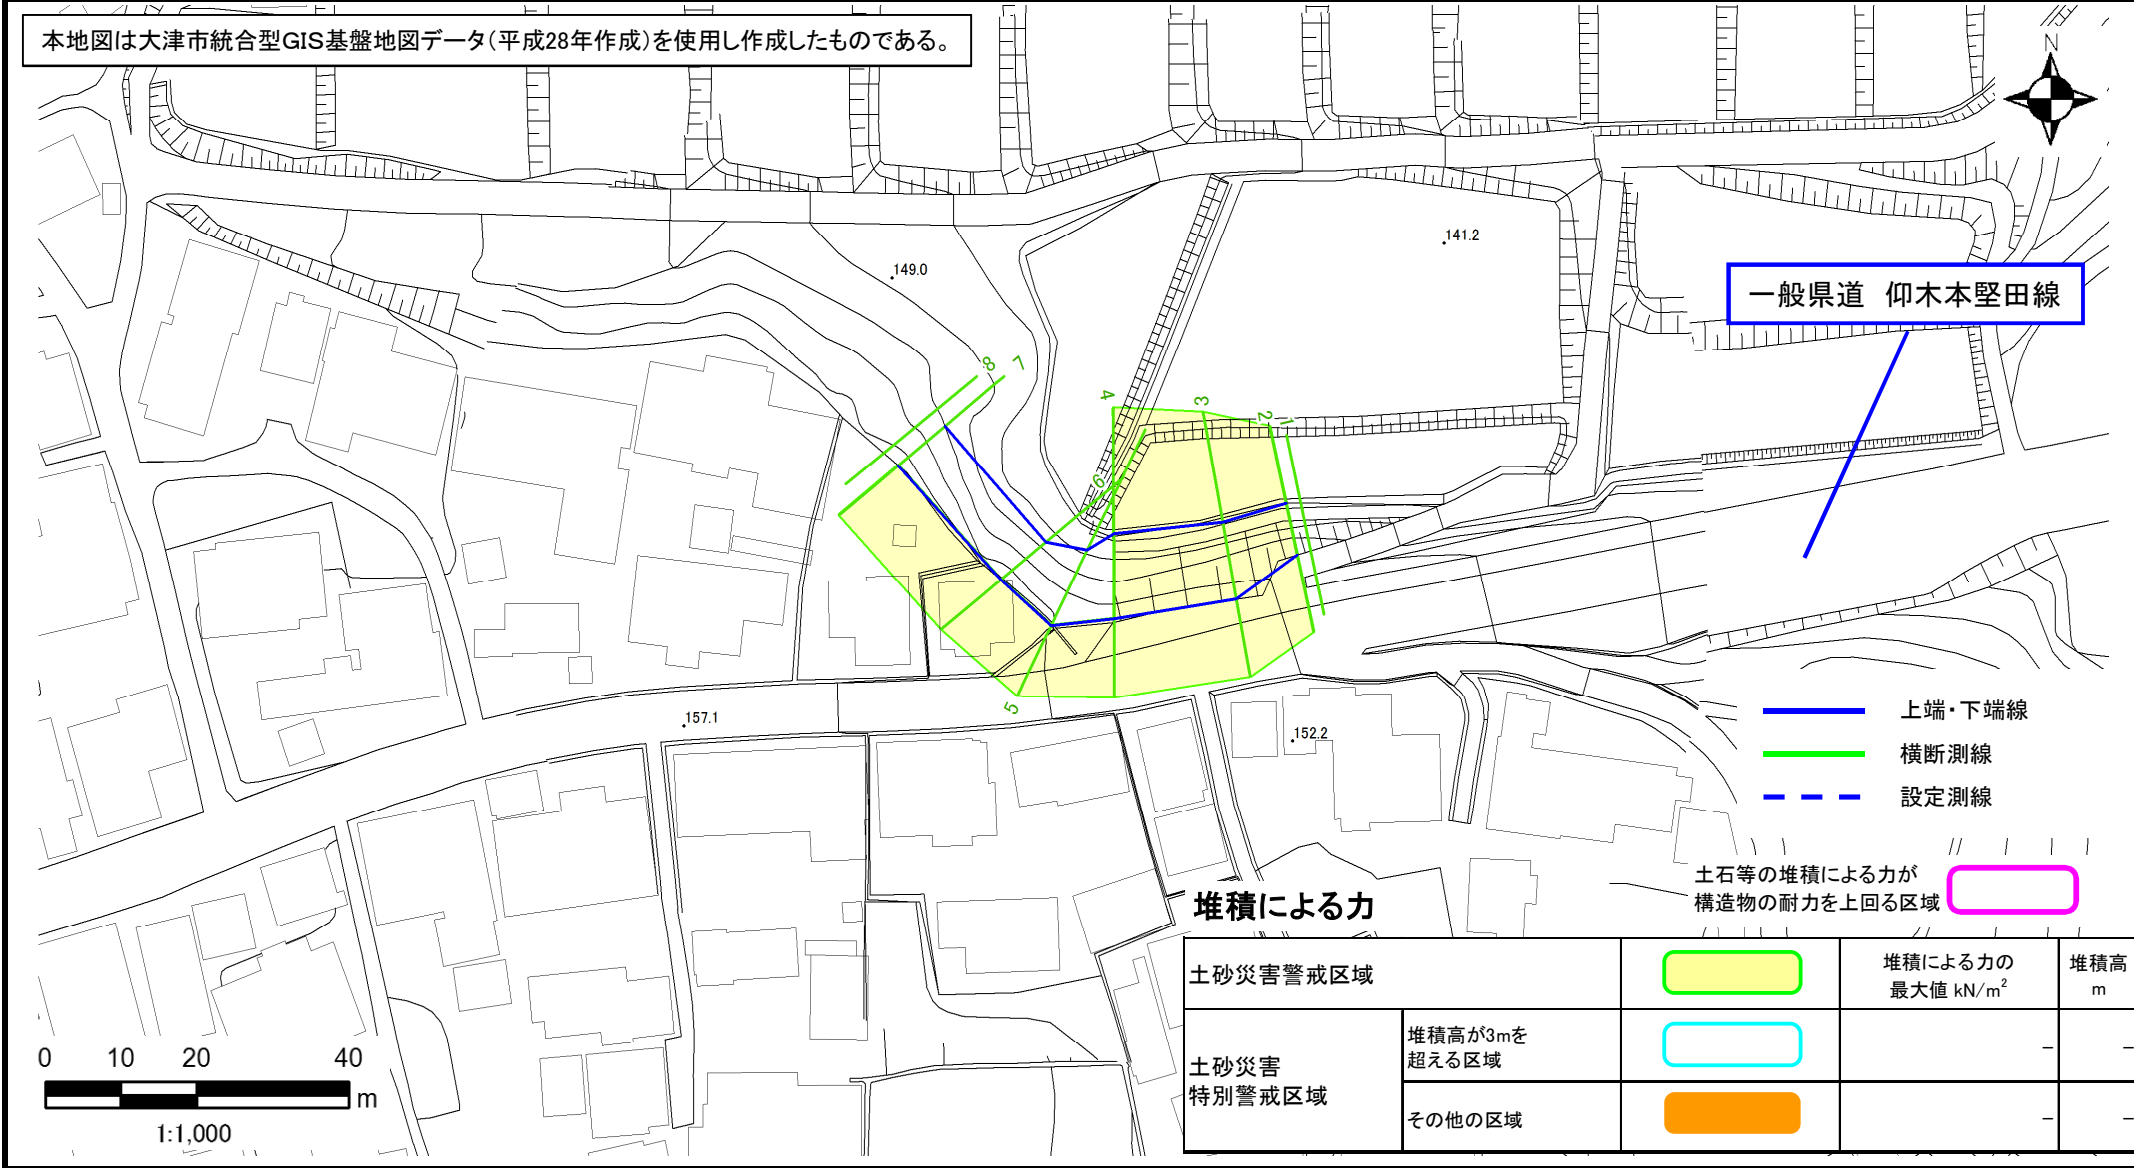 本地図は大津市統合型GIS基盤地図データ(平成28年作成)を使用し作成したものである。
N
141.2
149.0
一般県道 仰木本堅田線
8
7
4
3
2
1
6
5
157.1
152.2
上端・下端線
横断測線
設定測線
土石等の堆積による力が
構造物の耐力を上回る区域
堆積による力
土砂災害警戒区域
堆積による力の
最大値 kN/m²
堆積高
m
土砂災害
特別警戒区域
堆積高が3mを
超える区域
－
－
その他の区域
－
－
0 10 20 40
m
1:1,000